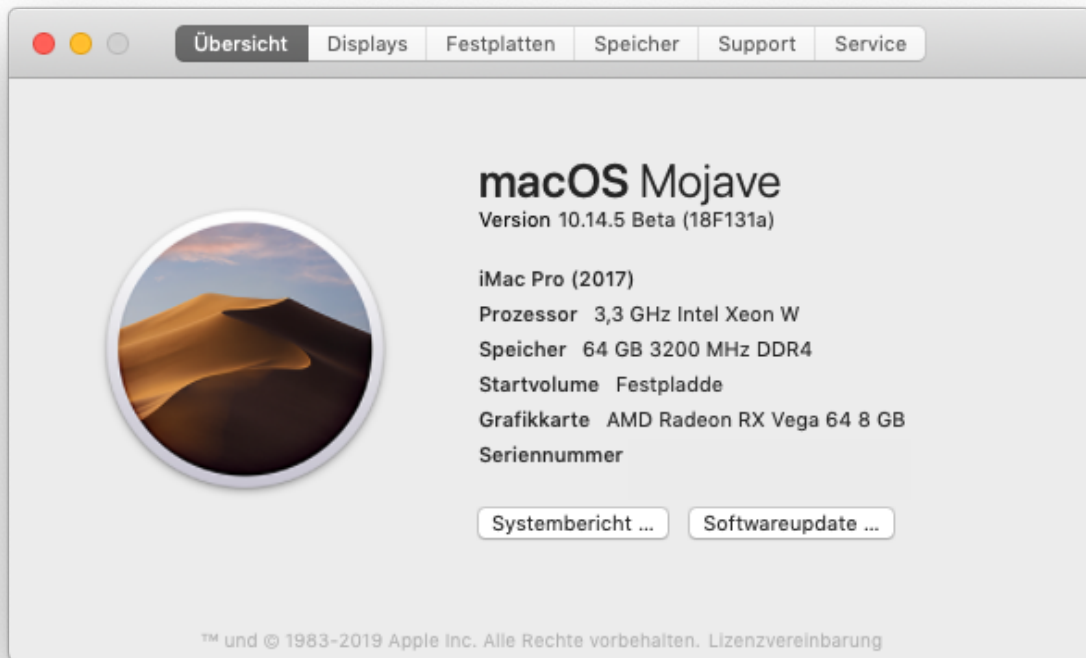 Übersicht Displays Festplatten Speicher Support Service
macOS Mojave
Version 10.14.5 Beta (18F131a)
iMac Pro (2017)
Prozessor 3,3 GHz Intel Xeon W
Speicher 64 GB 3200 MHz DDR4
Startvolume Festpladde
Grafikkarte AMD Radeon RX Vega 64 8 GB
Seriennummer
Systembericht ... Softwareupdate ...
™ und © 1983-2019 Apple Inc. Alle Rechte vorbehalten. Lizenzvereinbarung